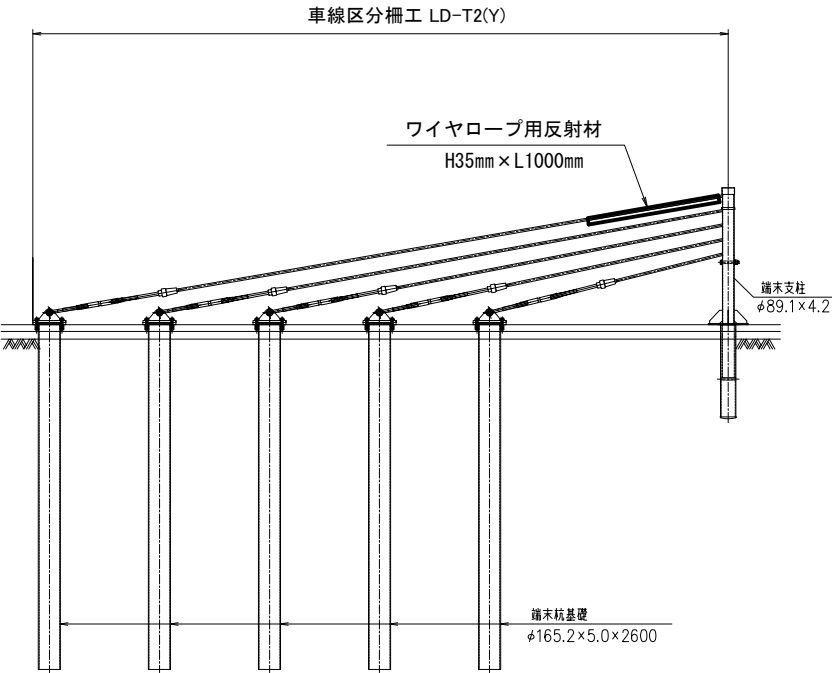 車線区分柵工 LD-T2(Y)
ワイヤロープ用反射材
H35mm×L1000mm
端末支柱
φ89.1×4.2
端末杭基礎
φ165.2×5.0×2600